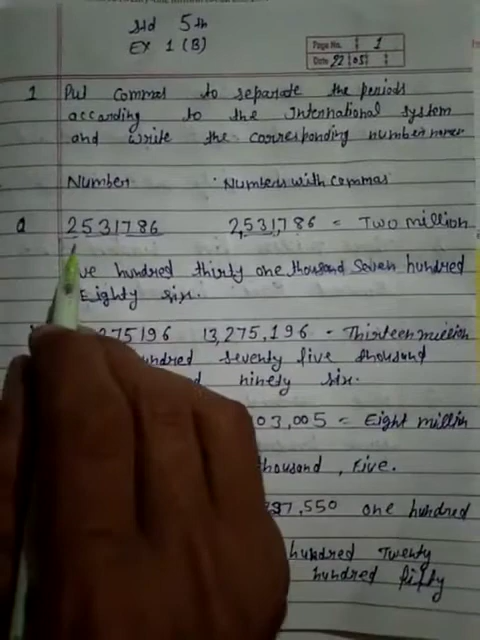 Std 5th
EX 1 (B)
Page No. 1
Date 22 05
1 Put Commas to separate the periods
according to the International system
and write the corresponding number names
Number Numbers with commas
a 2531786 2,531,786 = Two million
hundred thirty one thousand Seven hundred
Eighty six.
275196 13,275,196 - Thirteen million
hundred seventy five thousand
ninety six.
03,005 = Eight million
thousand, Five.
,550 one hundred
hundred Twenty
hundred fifty